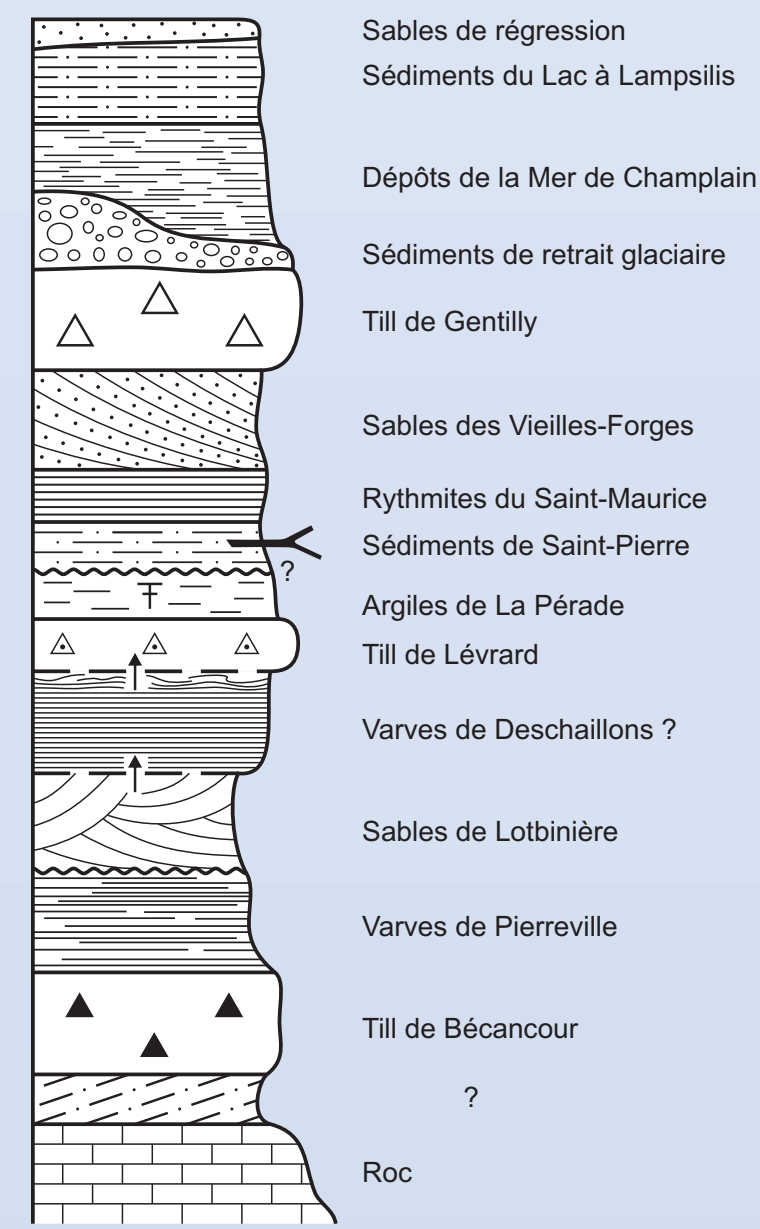 Sables de régression
Sédiments du Lac à Lampsilis
Dépôts de la Mer de Champlain
Sédiments de retrait glaciaire
Till de Gentilly
Sables des Vieilles-Forges
Rythmites du Saint-Maurice
Sédiments de Saint-Pierre
?
Argiles de La Pérade
Till de Lévrard
Varves de Deschaillons ?
Sables de Lotbinière
Varves de Pierreville
Till de Bécancour
?
Roc